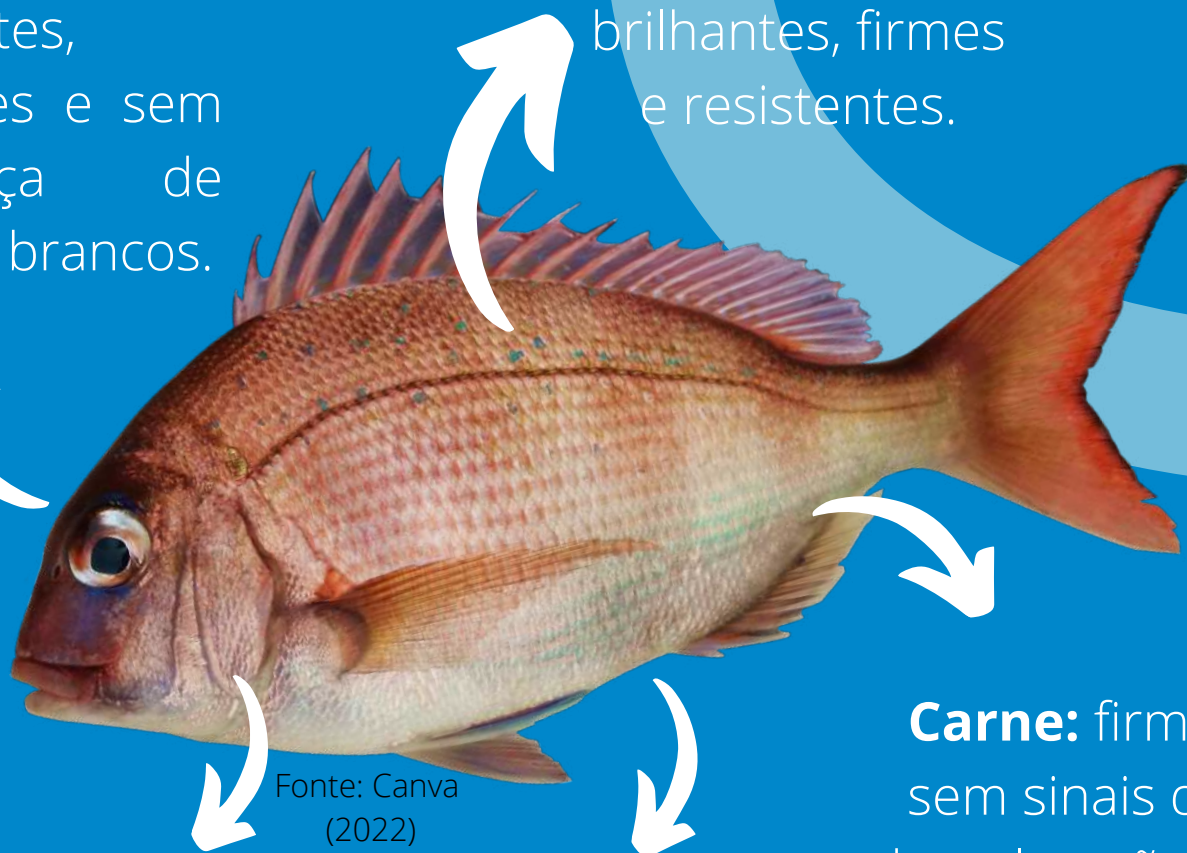 tes,
es e sem
ça de
brancos.
brilhantes, firmes
e resistentes.
Fonte: Canva
(2022)
Carne: firm
sem sinais